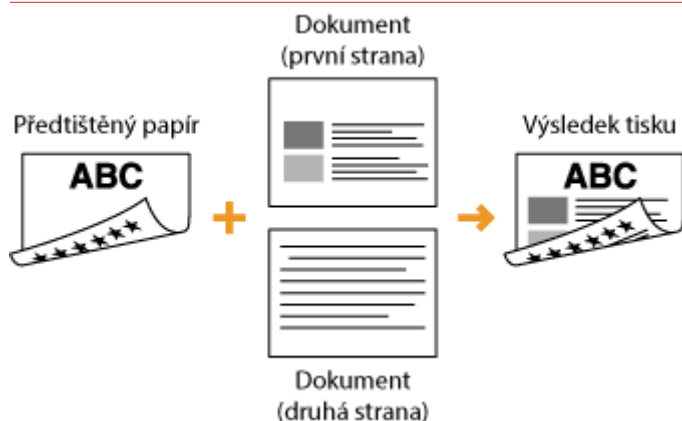 Dokument
(první strana)
Předtištěný papír
ABC
Výsledek tisku
ABC
Dokument
(druhá strana)